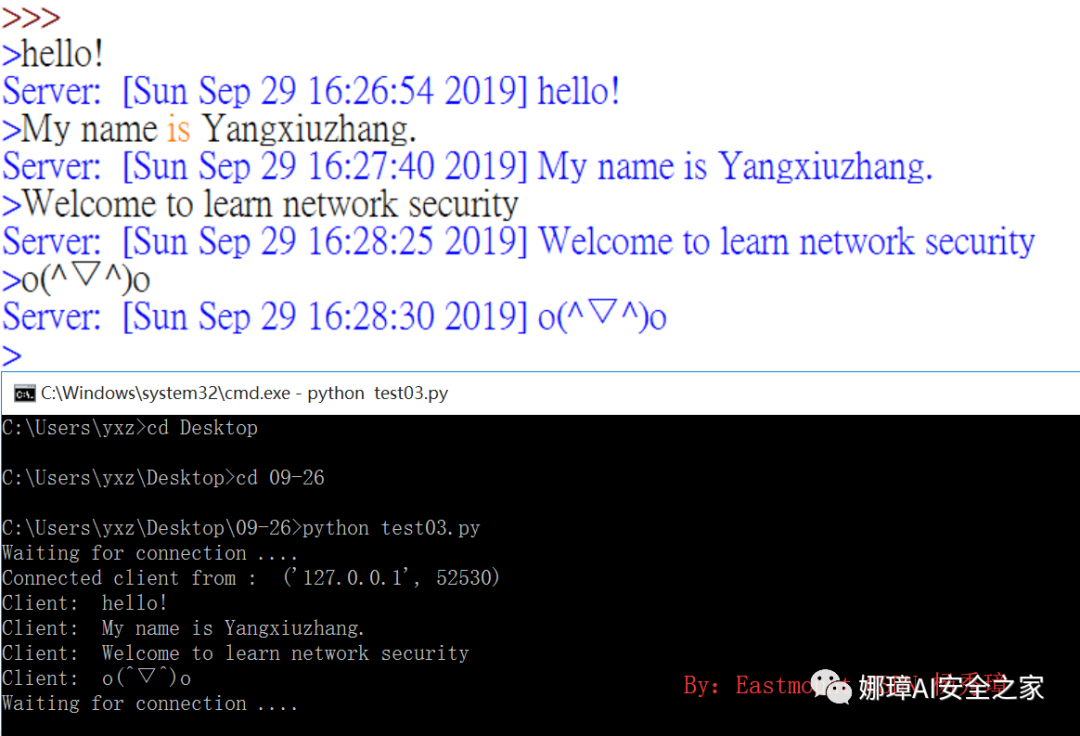 >>>
>hello!
Server:  [Sun Sep 29 16:26:54 2019] hello!
>My name is Yangxiuzhang.
Server:  [Sun Sep 29 16:27:40 2019] My name is Yangxiuzhang.
>Welcome to learn network security
Server:  [Sun Sep 29 16:28:25 2019] Welcome to learn network security
>o(^▽^)o
Server:  [Sun Sep 29 16:28:30 2019] o(^▽^)o
>
C:\Windows\system32\cmd.exe - python  test03.py
C:\Users\yxz>cd Desktop
C:\Users\yxz\Desktop>cd 09-26
C:\Users\yxz\Desktop\09-26>python test03.py
Waiting for connection ....
Connected client from :  ('127.0.0.1', 52530)
Client:  hello!
Client:  My name is Yangxiuzhang.
Client:  Welcome to learn network security
Client:  o(^▽^)o
Waiting for connection ....
By:
娜璋AI安全之家